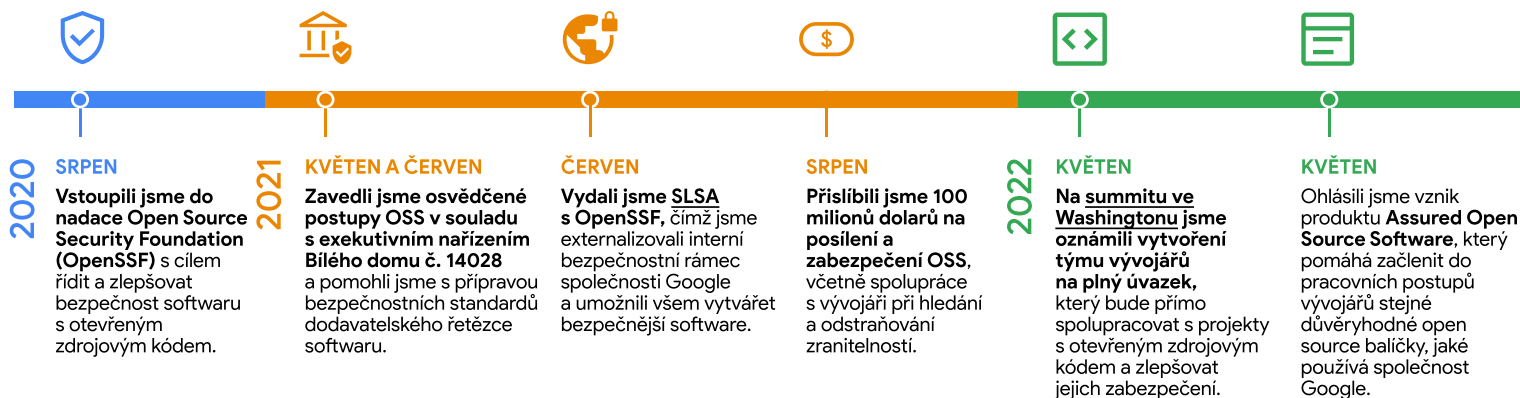 $
2020
SRPEN
Vstoupili jsme do
nadace Open Source
Security Foundation
(OpenSSF) s cílem
řídit a zlepšovat
bezpečnost softwaru
s otevřeným
zdrojovým kódem.
2021
KVĚTEN A ČERVEN
Zavedli jsme osvědčené
postupy OSS v souladu
s exekutivním nařízením
Bílého domu č. 14028
a pomohli jsme s přípravou
bezpečnostních standardů
dodavatelského řetězce
softwaru.
ČERVEN
Vydali jsme SLSA
s OpenSSF, čímž jsme
externalizovali interní
bezpečnostní rámec
společnosti Google
a umožnili všem vytvářet
bezpečnější software.
SRPEN
Přislíbili jsme 100
milionů dolarů na
posílení a
zabezpečení OSS,
včetně spolupráce
s vývojáři při hledání
a odstraňování
zranitelností.
2022
KVĚTEN
Na summitu ve
Washingtonu jsme
oznámili vytvoření
týmu vývojářů
na plný úvazek,
který bude přímo
spolupracovat s projekty
s otevřeným zdrojovým
kódem a zlepšovat
jejich zabezpečení.
KVĚTEN
Ohlásili jsme vznik
produktu Assured Open
Source Software, který
pomáhá začlenit do
pracovních postupů
vývojářů stejné
důvěryhodné open
source balíčky, jaké
používá společnost
Google.